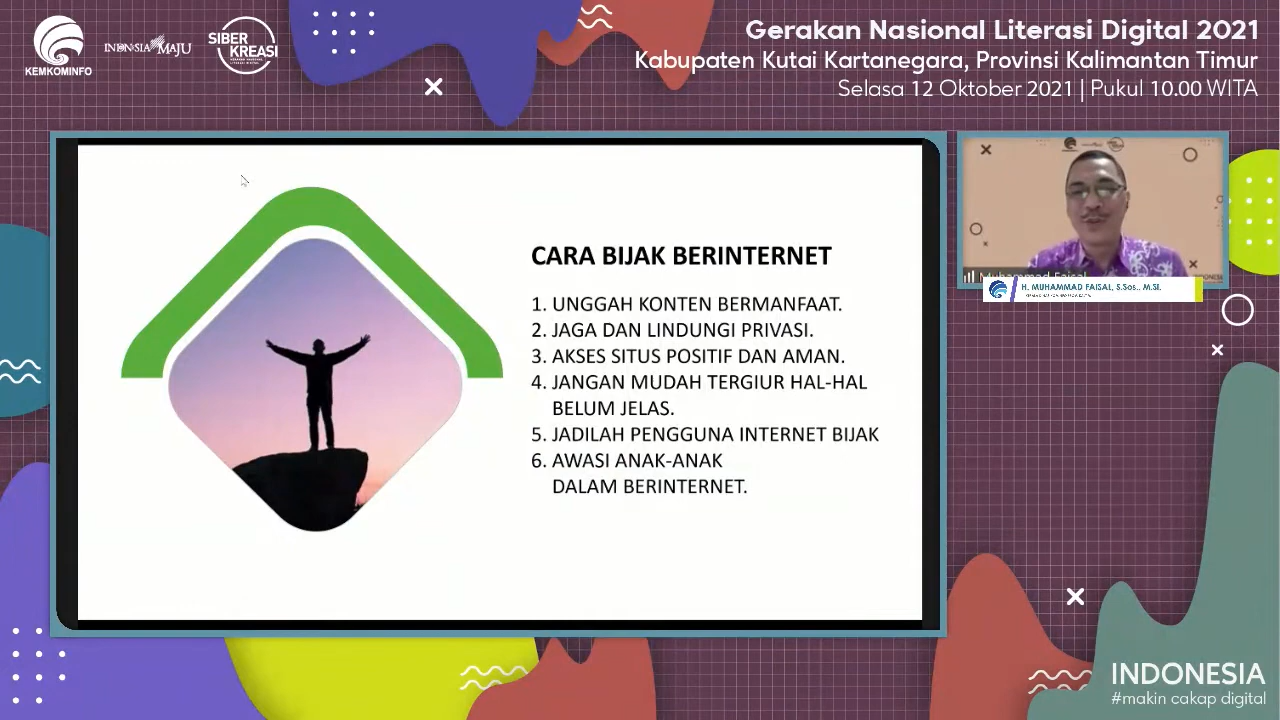 KEMKOMINFO
INDONESIA MAJU
SIBER
KREASI
Gerakan Nasional Literasi Digital 2021
Kabupaten Kutai Kartanegara, Provinsi Kalimantan Timur
Selasa 12 Oktober 2021 | Pukul 10.00 WITA
CARA BIJAK BERINTERNET
1. UNGGAH KONTEN BERMANFAAT.
2. JAGA DAN LINDUNGI PRIVASI.
3. AKSES SITUS POSITIF DAN AMAN.
4. JANGAN MUDAH TERGIUR HAL-HAL
BELUM JELAS.
5. JADILAH PENGGUNA INTERNET BIJAK
6. AWASI ANAK-ANAK
DALAM BERINTERNET.
Muhammad Faisal
H. MUHAMMAD FAISAL, S.Sos., M.SI.
INDONESIA
#makin cakap digital